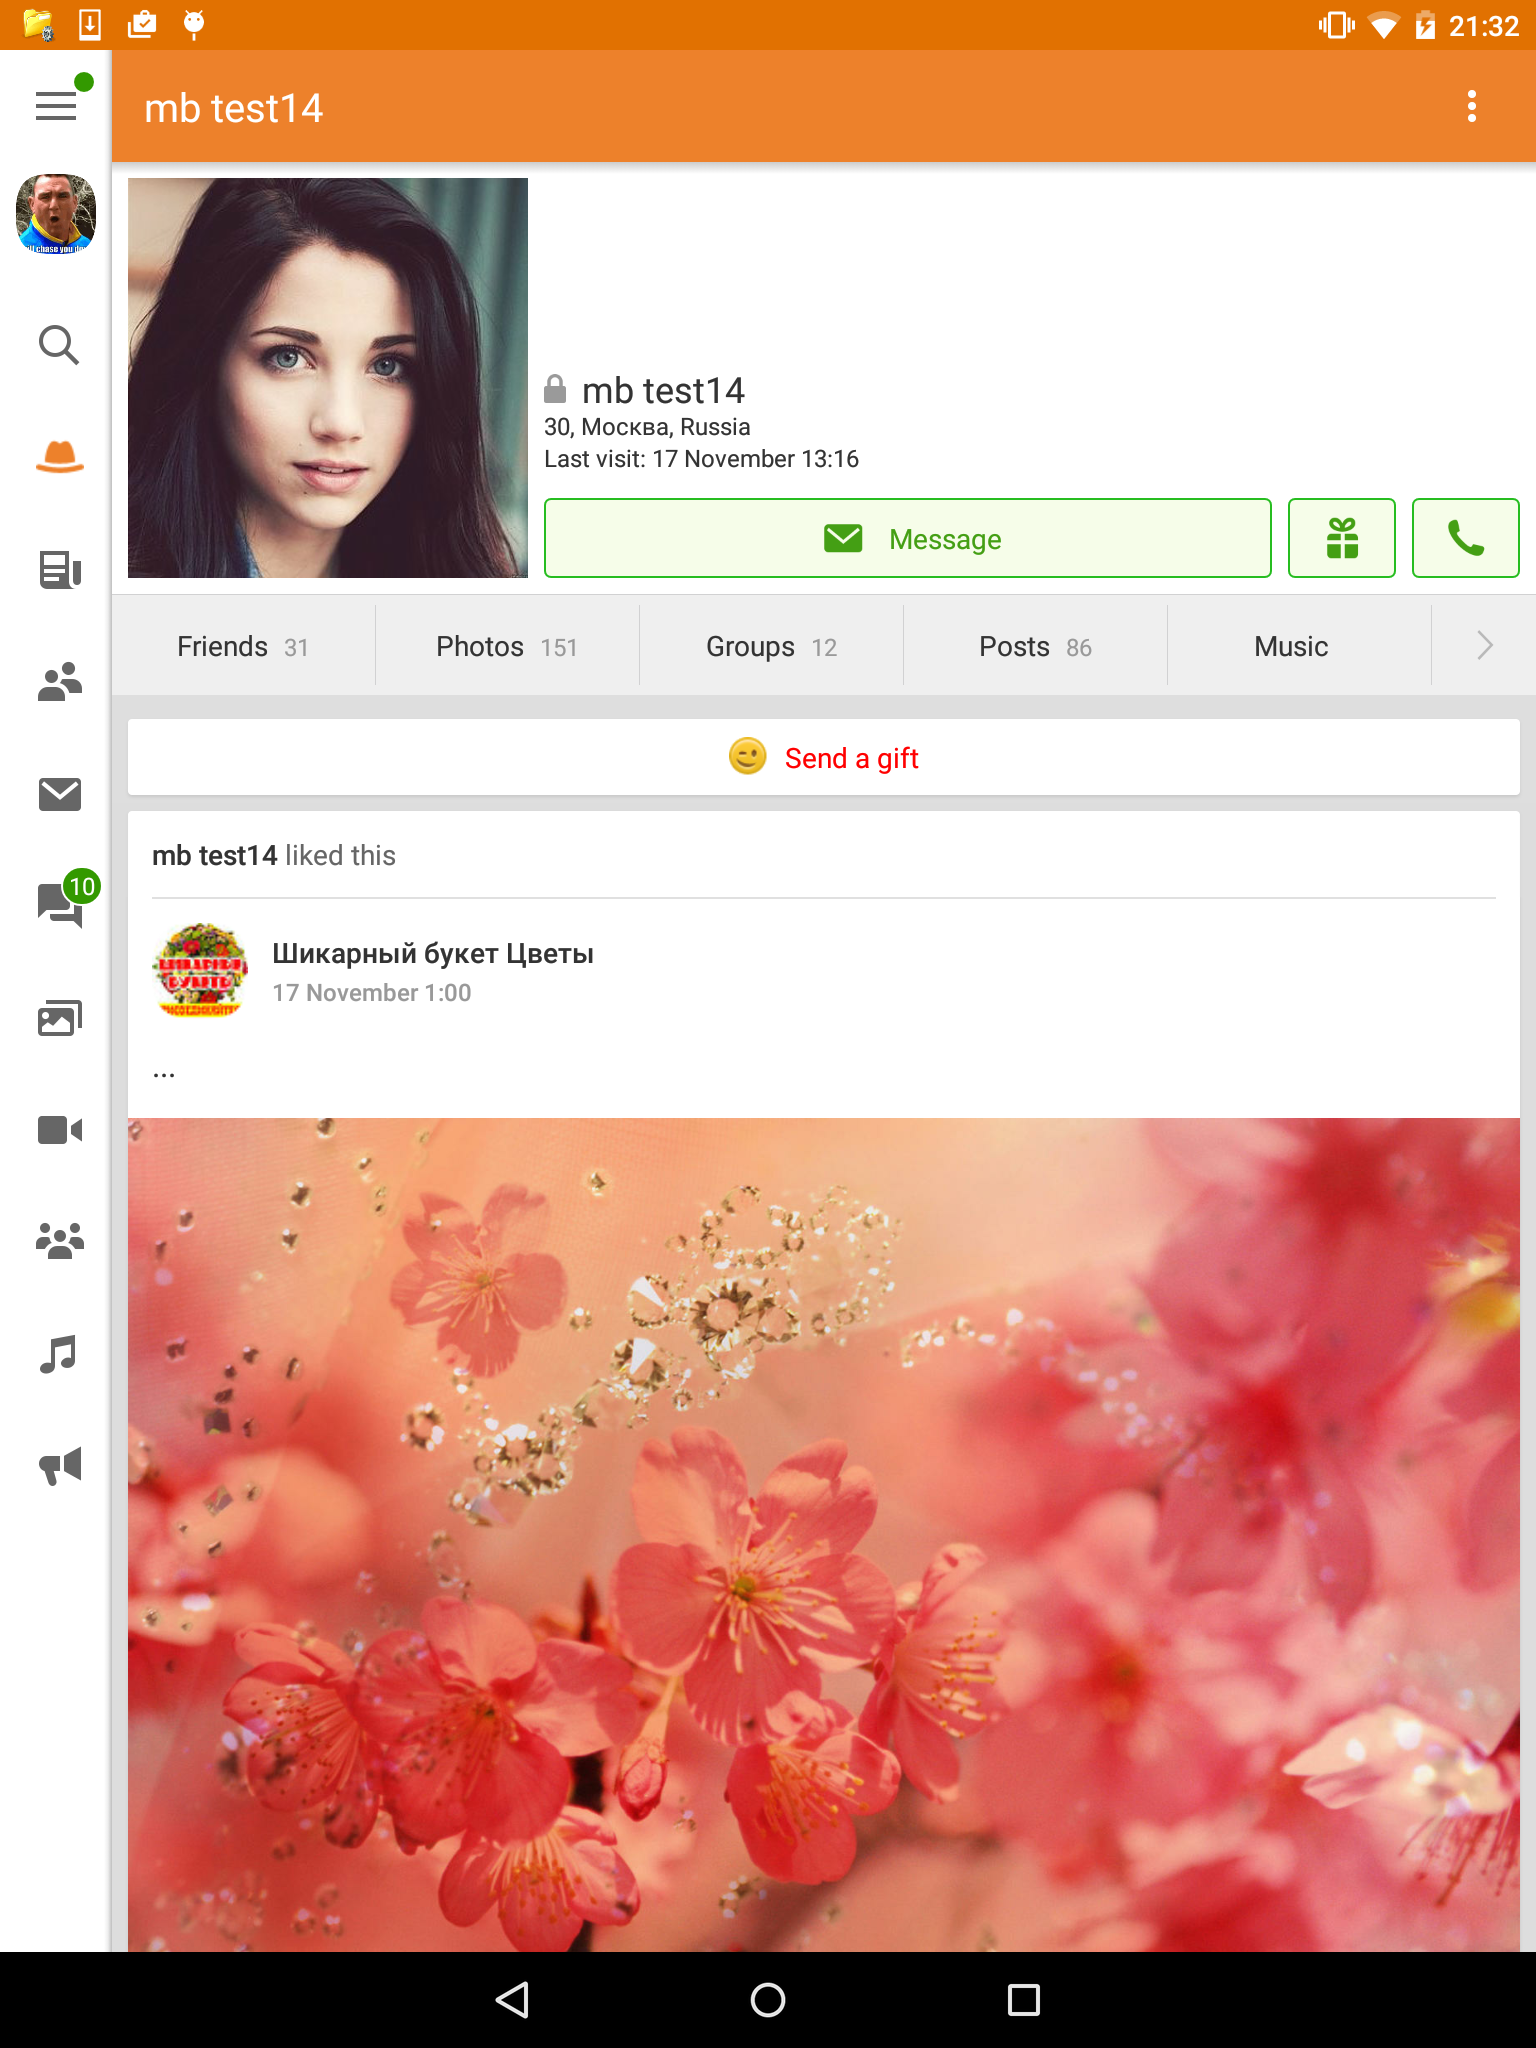 21:32
mb test14
mb test14
30, Москва, Russia
Last visit: 17 November 13:16
Message
Friends 31
Photos 151
Groups 12
Posts 86
Music
Send a gift
mb test14 liked this
10
Шикарный букет Цветы
17 November 1:00
...